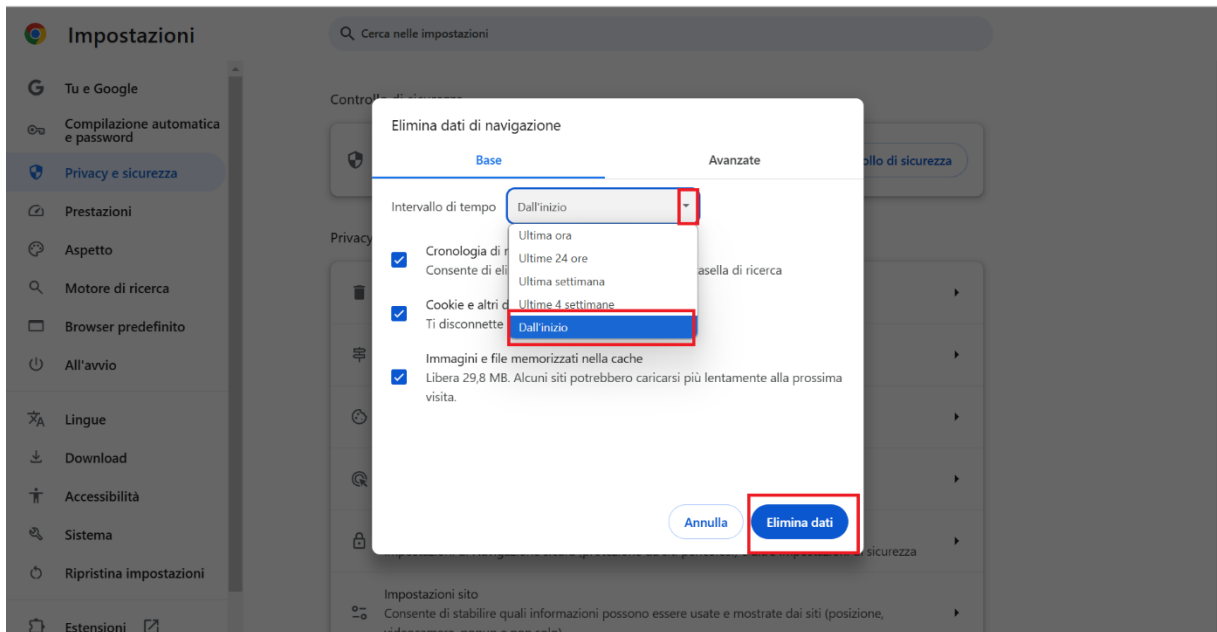 Impostazioni
Cerca nelle impostazioni
Tu e Google
Compilazione automatica
e password
Privacy e sicurezza
Prestazioni
Aspetto
Motore di ricerca
Browser predefinito
All'avvio
Lingue
Download
Accessibilità
Sistema
Ripristina impostazioni
Estensioni
Elimina dati di navigazione
Base
Avanzate
sicurezza
Intervallo di tempo
Dall'inizio
Ultima ora
Ultime 24 ore
Ultima settimana
Ultime 4 settimane
Dall'inizio
Privacy
Cronologia di
Consente di asella di ricerca
Cookie e altri
Ti disconnette
Immagini e file memorizzati nella cache
Libera 29,8 MB. Alcuni siti potrebbero caricarsi più lentamente alla prossima
visita.
Annulla
Elimina dati
sicurezza
Impostazioni sito
Consente di stabilire quali informazioni possono essere usate e mostrate dai siti (posizione,